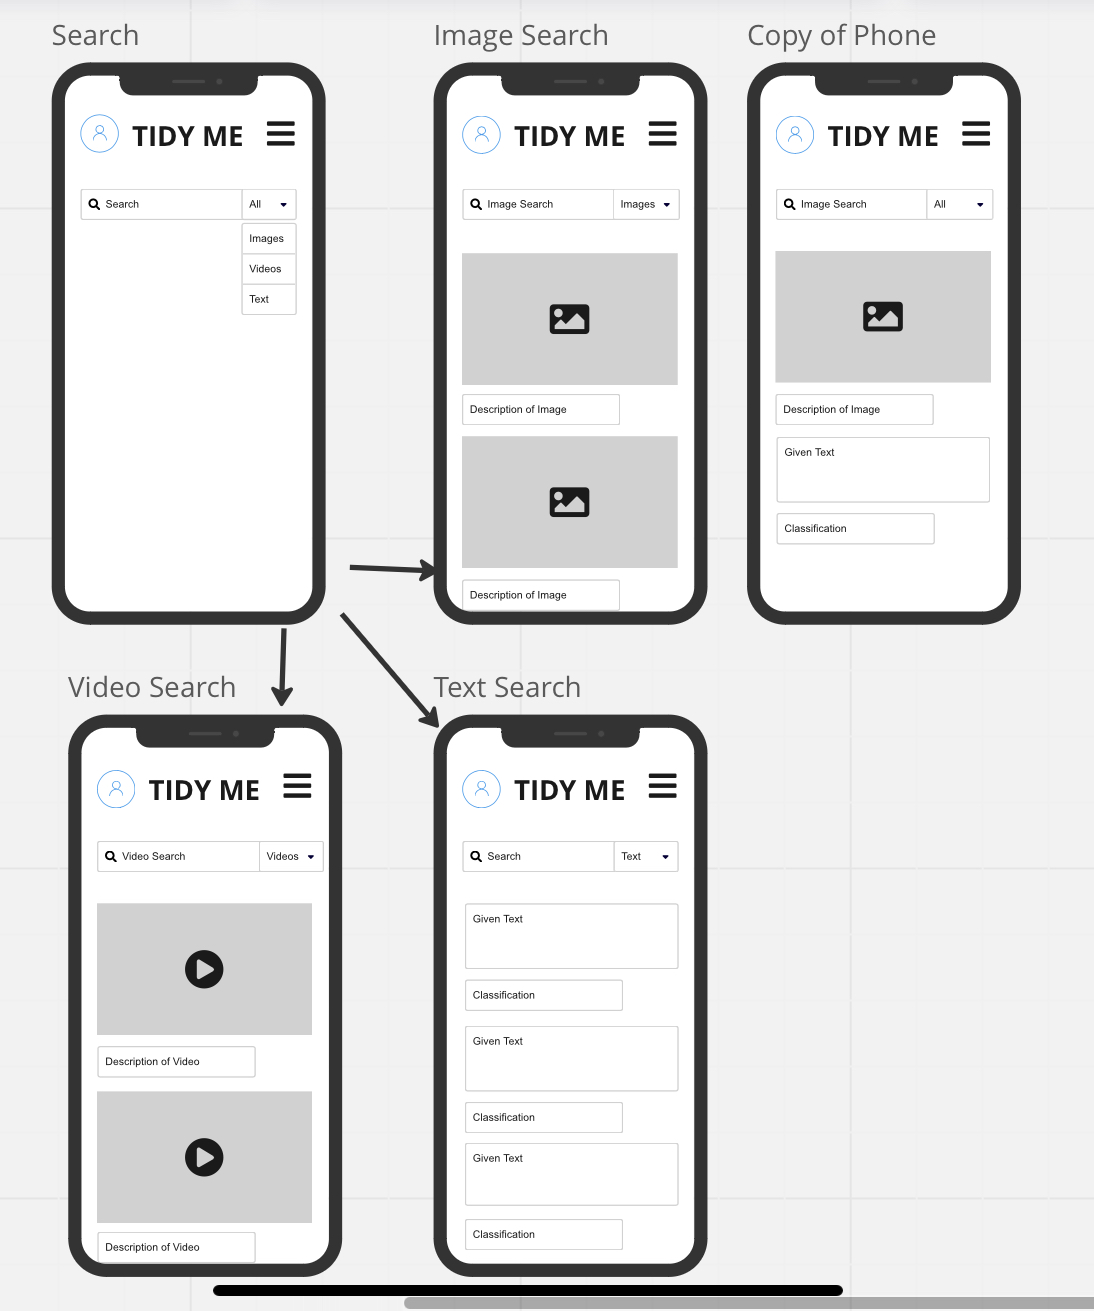 Search
TIDY ME
Search
All
Images
Videos
Text
Image Search
TIDY ME
Image Search
Images
Description of Image
Description of Image
Copy of Phone
TIDY ME
Image Search
All
Description of Image
Given Text
Classification
Video Search
TIDY ME
Video Search
Videos
Description of Video
Description of Video
Text Search
TIDY ME
Search
Text
Given Text
Classification
Given Text
Classification
Given Text
Classification